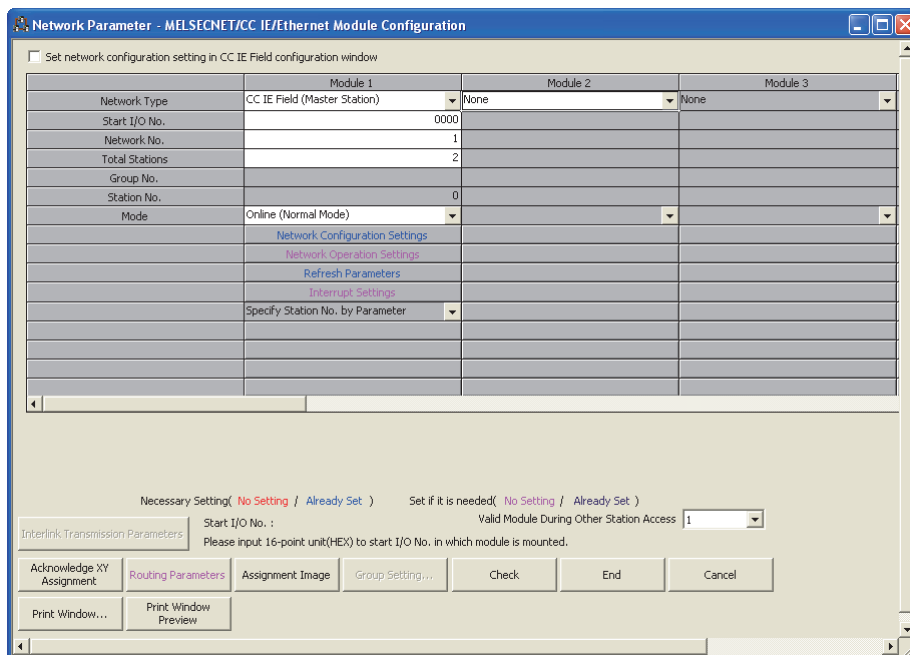 Network Parameter - MELSECNET/CC IE/Ethernet Module Configuration
Set network configuration setting in CC IE Field configuration window
Module 1 Module 2 Module 3
Network Type CC IE Field (Master Station) None None
Start I/O No. 0000
Network No. 1
Total Stations 2
Group No.
Station No. 0
Mode Online (Normal Mode)
Network Configuration Settings
Network Operation Settings
Refresh Parameters
Interrupt Settings
Specify Station No. by Parameter
Necessary Setting( No Setting / Already Set ) Set if it is needed( No Setting / Already Set )
Interlink Transmission Parameters Start I/O No. : Valid Module During Other Station Access 1
Please input 16-point unit(HEX) to start I/O No. in which module is mounted.
Acknowledge XY Assignment Routing Parameters Assignment Image Group Setting... Check End Cancel
Print Window... Print Window Preview